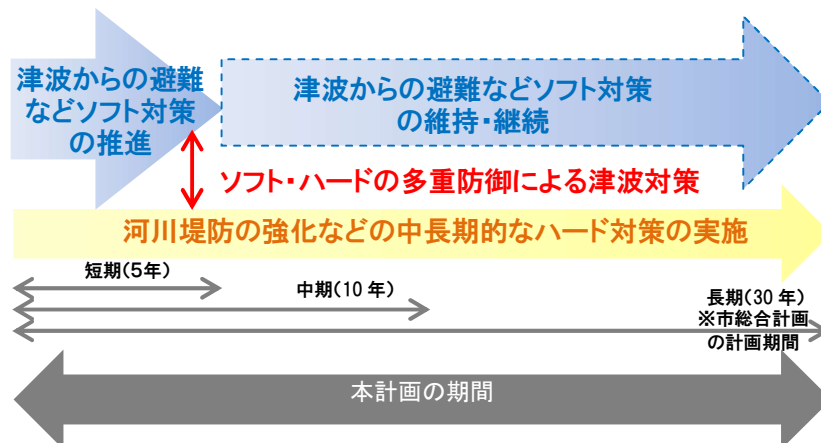 津波からの避難
などソフト対策
の推進
津波からの避難などソフト対策
の維持・継続
ソフト・ハードの多重防御による津波対策
河川堤防の強化などの中長期的なハード対策の実施
短期(5年)
中期(10年)
長期(30年)
※市総合計画
の計画期間
本計画の期間